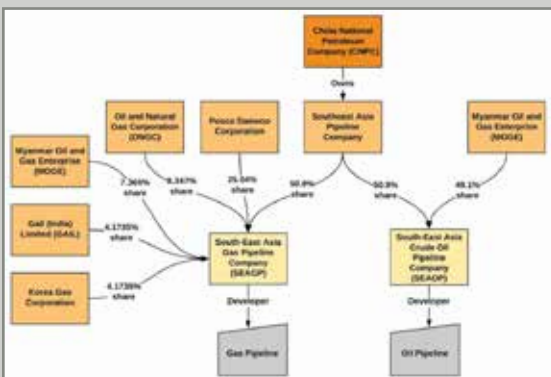 China National
Petroleum
Company (CNPC)
Owns
Oil and Natural
Gas Corporation
(ONGC)
Posco Daewoo
Corporation
Southeast Asia
Pipeline
Company
Myanmar Oil and
Gas Enterprise
(MOGE)
Myanmar Oil and
Gas Enterprise
(MOGE)
7.365%
share
8.347%
share
25.04%
share
50.9%
share
50.9%
share
49.1%
share
Gail (India)
Limited (GAIL)
4.1735%
share
South-East Asia
Gas Pipeline
Company
(SEAGP)
South-East Asia
Crude Oil
Pipeline
Company
(SEAOP)
Korea Gas
Corporation
4.1735%
share
Developer
Developer
Gas Pipeline
Oil Pipeline